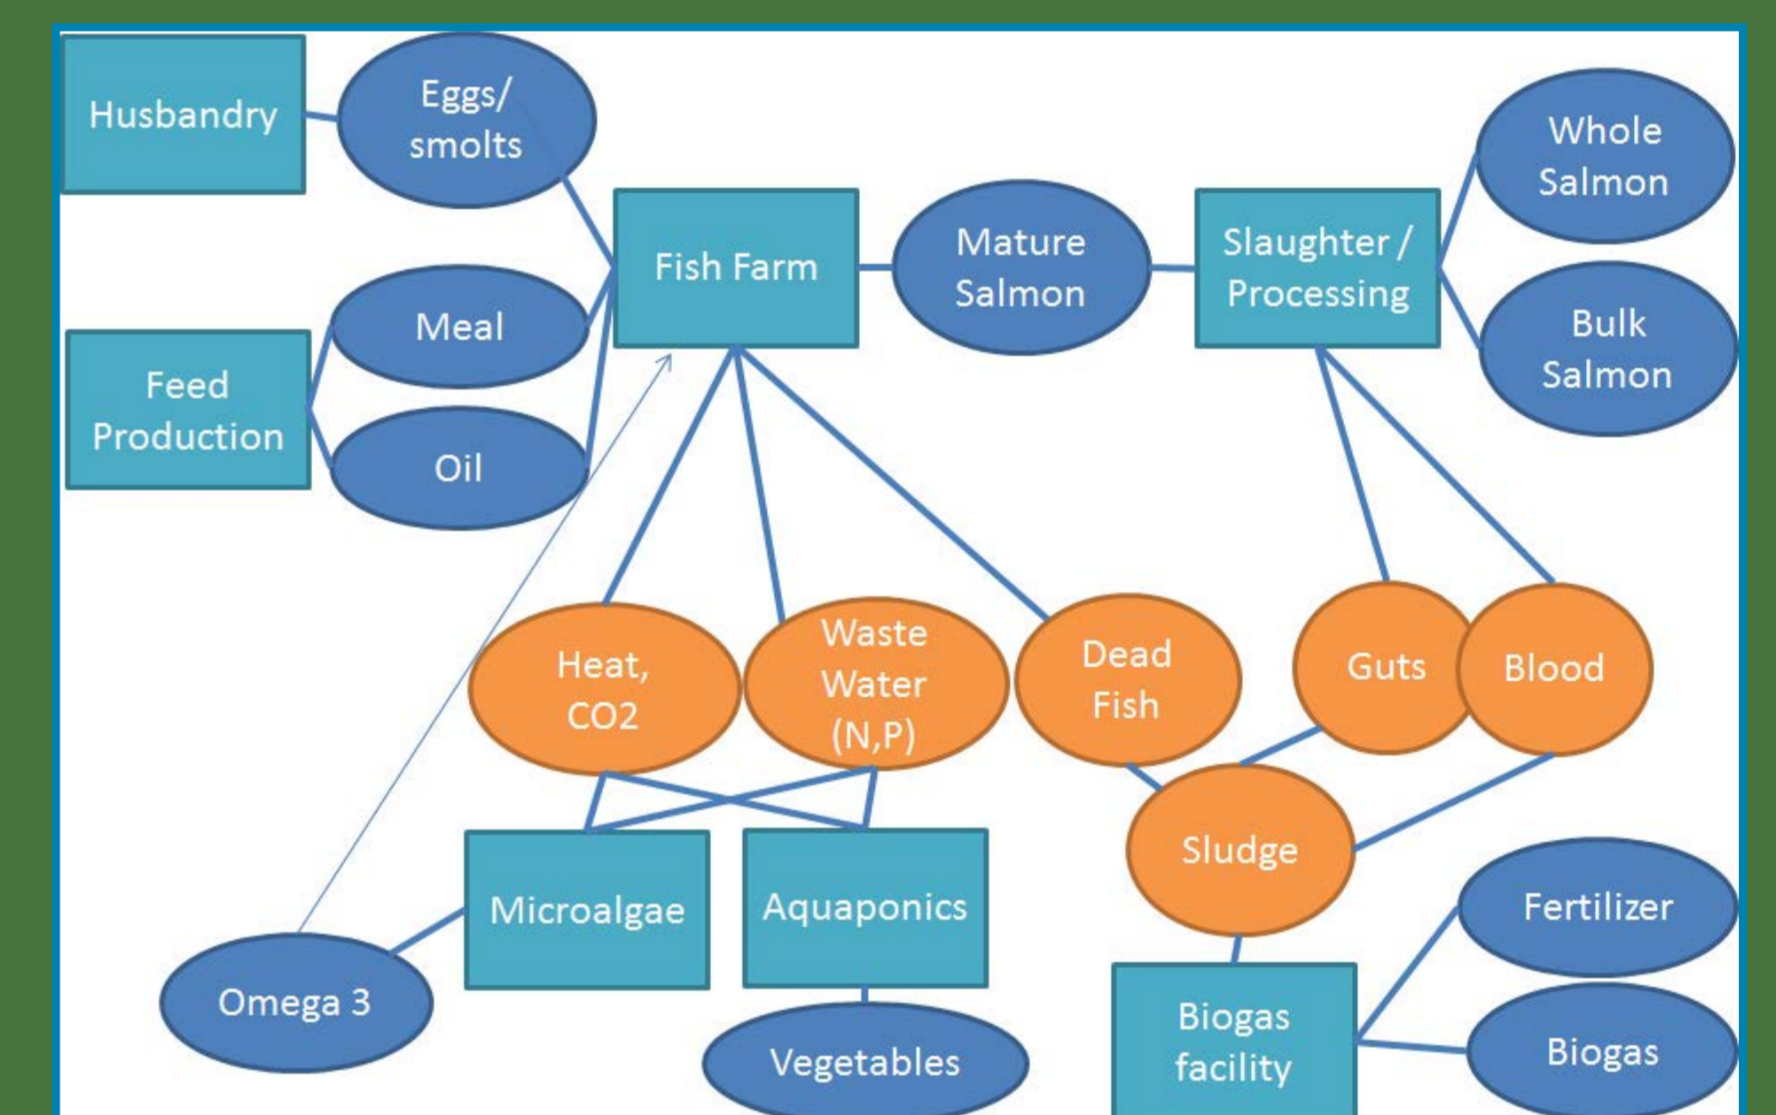 Husbandry
Eggs/
smolts
Whole
Salmon
Fish Farm
Mature
Salmon
Slaughter /
Processing
Meal
Bulk
Salmon
Feed
Production
Oil
Heat,
CO2
Waste
Water
(N,P)
Dead
Fish
Guts
Blood
Sludge
Microalgae
Aquaponics
Fertilizer
Omega 3
Vegetables
Biogas
facility
Biogas